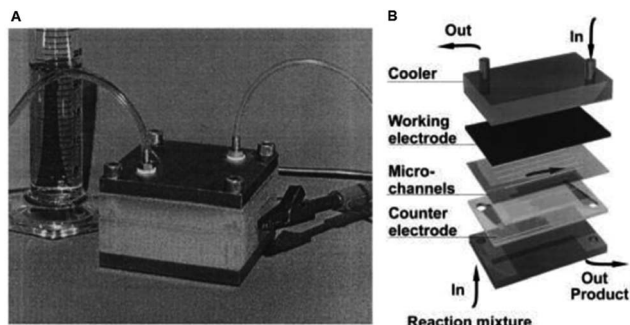 A
B
Out
In
Cooler
Working
electrode
Micro-
channels
Counter
electrode
In
Out
Product
Reaction mixture